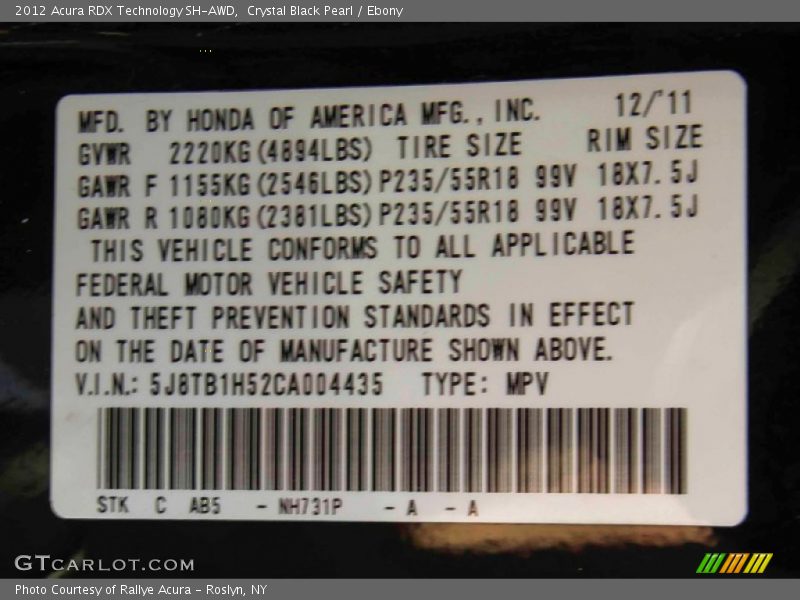 2012 Acura RDX Technology SH-AWD,  Crystal Black Pearl / Ebony
MFD. BY HONDA OF AMERICA MFG., INC. 12/'11
GVWR 2220KG(4894LBS) TIRE SIZE RIM SIZE
GAWR F 1155KG(2546LBS) P235/55R18 99V 18X7.5J
GAWR R 1080KG(2381LBS) P235/55R18 99V 18X7.5J
THIS VEHICLE CONFORMS TO ALL APPLICABLE
FEDERAL MOTOR VEHICLE SAFETY
AND THEFT PREVENTION STANDARDS IN EFFECT
ON THE DATE OF MANUFACTURE SHOWN ABOVE.
V.I.N.: 5J8TB1H52CA004435 TYPE: MPV
STK C AB5 - NH731P - A - A
GTCARLOT.COM
Photo Courtesy of Rallye Acura - Roslyn, NY